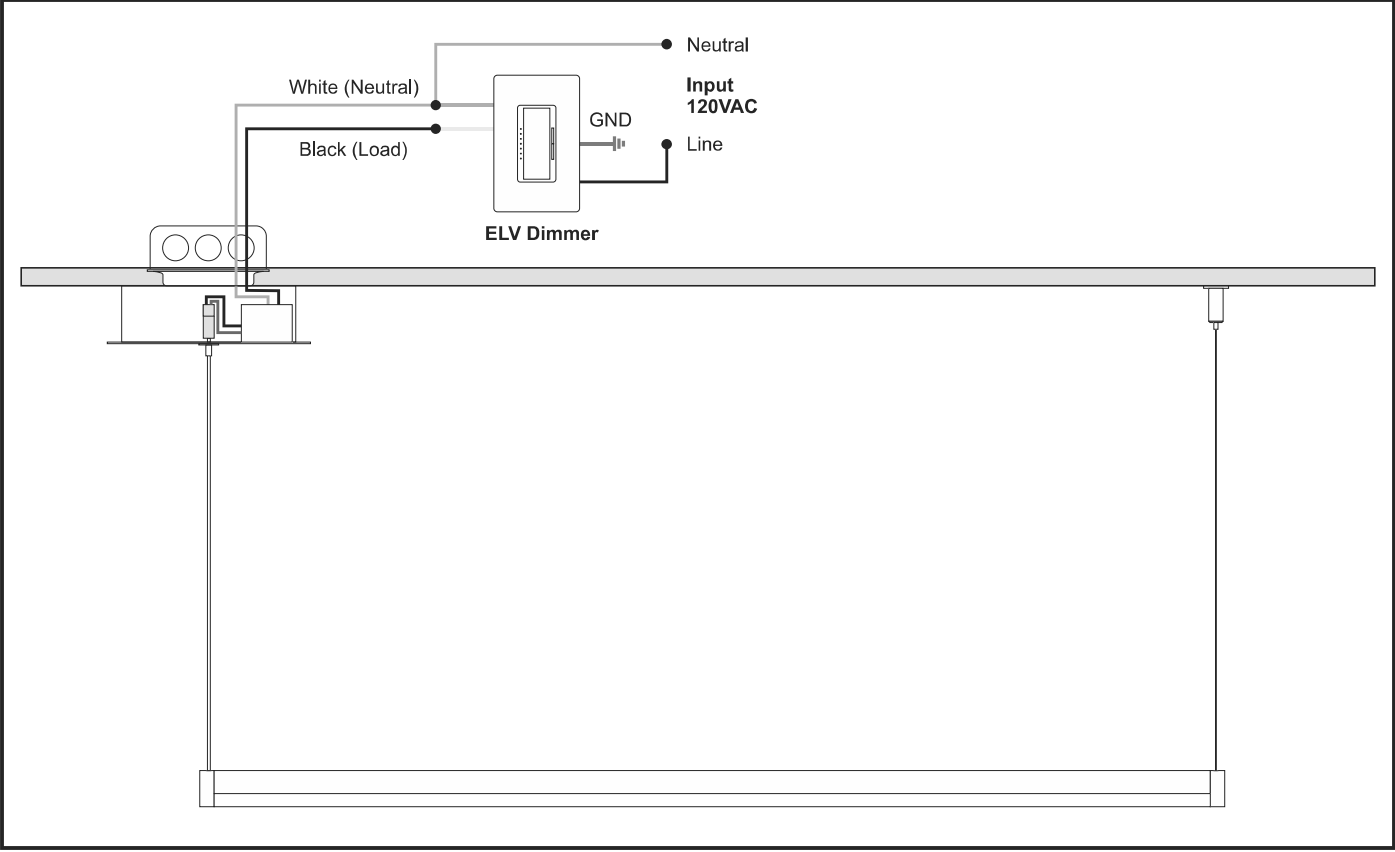 Neutral
White (Neutral)
Input
120VAC
GND
Black (Load)
Line
ELV Dimmer